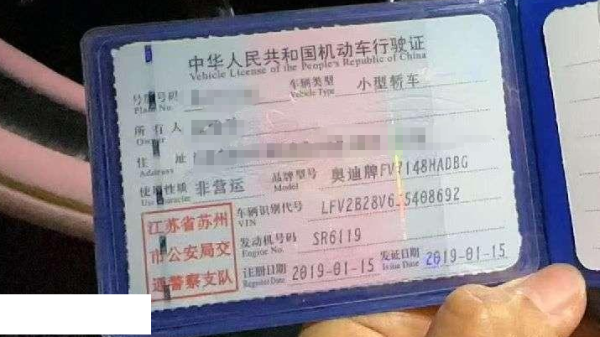 中华人民共和国机动车行驶证
Vehicle License of the People's Republic of China
号牌号码 车辆类型 小型轿车
Plate No. Vehicle Type
所有人
Owner
住 址
Address
使用性质 非营运 品牌型号 奥迪牌FV7148HADBG
Use Character Model
江苏省苏州 车辆识别代号 LFV2B28V6
VIN
市公安局交 发动机号码 SR6119
Engine No.
通警察支队 注册日期 2019-01-15 发证日期 2019-01-15
Register Date Issue Date